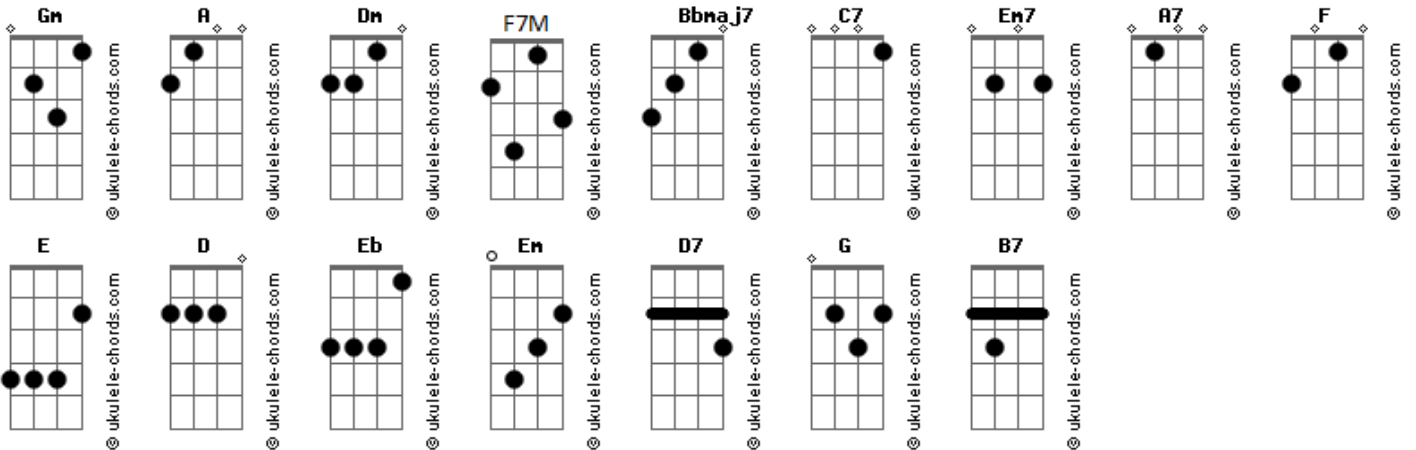 Gm A Dm F7M Bbmaj7 C7 Em7 A7 F
© ukulele-chords.com © ukulele-chords.com © ukulele-chords.com © ukulele-chords.com © ukulele-chords.com © ukulele-chords.com © ukulele-chords.com © ukulele-chords.com © ukulele-chords.com
E D Eb Em D7 G B7
© ukulele-chords.com © ukulele-chords.com © ukulele-chords.com © ukulele-chords.com © ukulele-chords.com © ukulele-chords.com © ukulele-chords.com